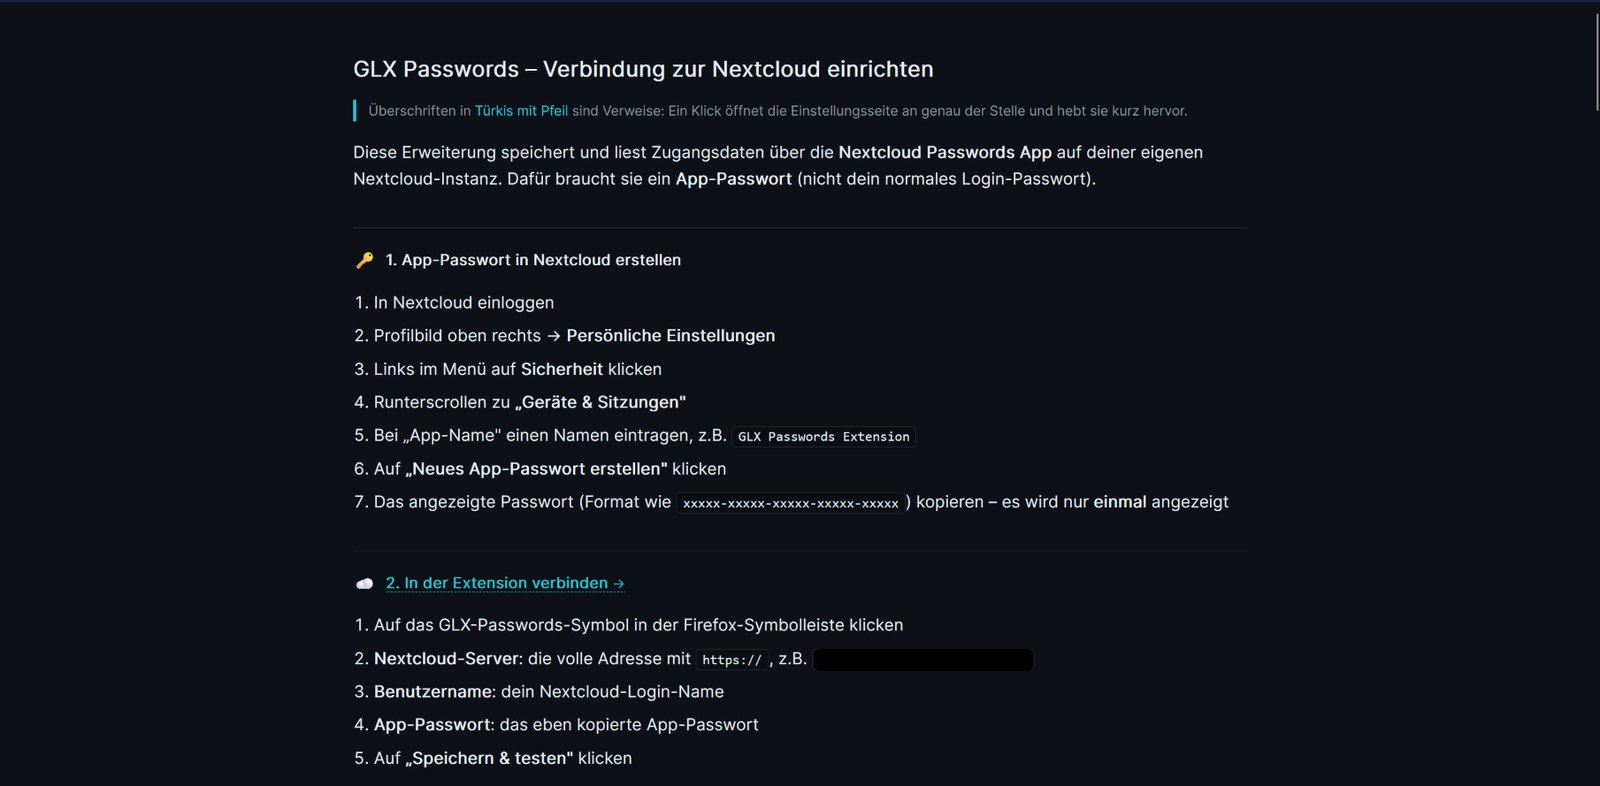 GLX Passwords – Verbindung zur Nextcloud einrichten
Überschriften in Türkis mit Pfeil sind Verweise: Ein Klick öffnet die Einstellungsseite an genau der Stelle und hebt sie kurz hervor.
Diese Erweiterung speichert und liest Zugangsdaten über die Nextcloud Passwords App auf deiner eigenen
Nextcloud-Instanz. Dafür braucht sie ein App-Passwort (nicht dein normales Login-Passwort).
1. App-Passwort in Nextcloud erstellen
1. In Nextcloud einloggen
2. Profilbild oben rechts → Persönliche Einstellungen
3. Links im Menü auf Sicherheit klicken
4. Runterscrollen zu „Geräte & Sitzungen"
5. Bei „App-Name" einen Namen eintragen, z.B. GLX Passwords Extension
6. Auf „Neues App-Passwort erstellen" klicken
7. Das angezeigte Passwort (Format wie xxxxx-xxxxx-xxxxx-xxxxx-xxxxx) kopieren – es wird nur einmal angezeigt
2. In der Extension verbinden →
1. Auf das GLX-Passwords-Symbol in der Firefox-Symbolleiste klicken
2. Nextcloud-Server: die volle Adresse mit https://, z.B.
3. Benutzername: dein Nextcloud-Login-Name
4. App-Passwort: das eben kopierte App-Passwort
5. Auf „Speichern & testen" klicken